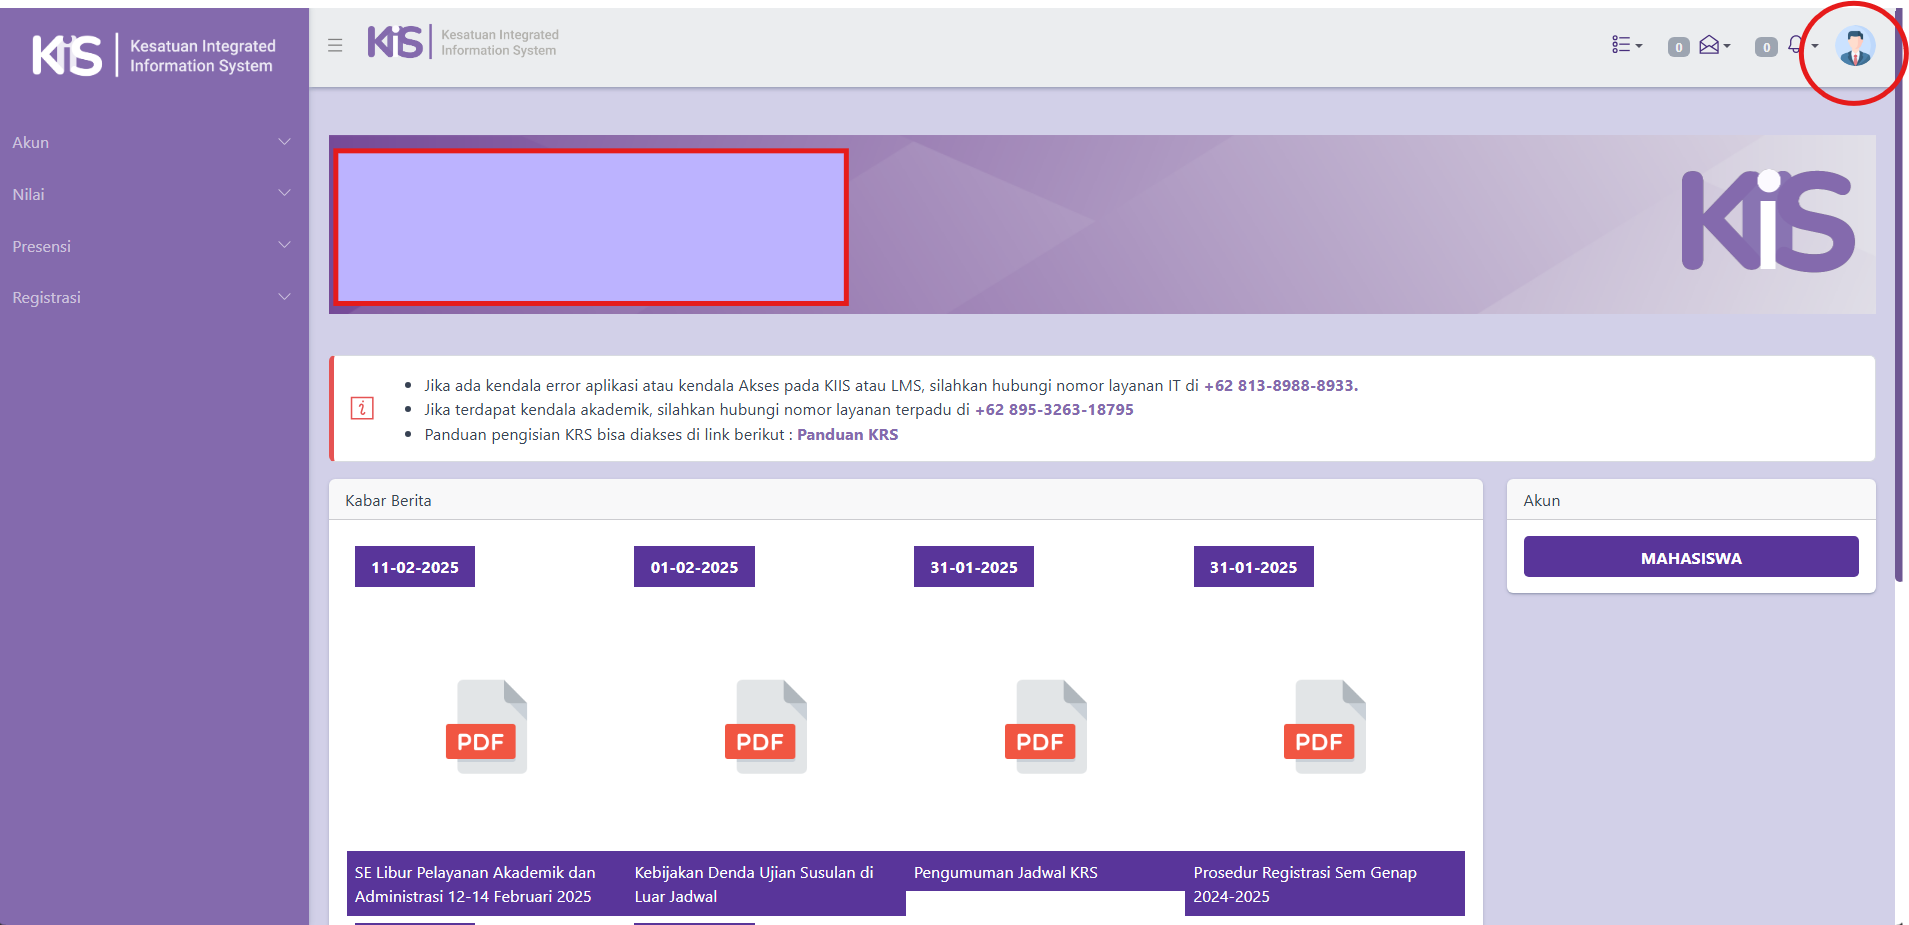 KiS
Kesatuan Integrated
Information System
KiS
Kesatuan Integrated
Information System
0
0
Akun
Nilai
Presensi
Registrasi
KiS
Jika ada kendala error aplikasi atau kendala Akses pada KIIS atau LMS, silahkan hubungi nomor layanan IT di +62 813-8988-8933.
Jika terdapat kendala akademik, silahkan hubungi nomor layanan terpadu di +62 895-3263-18795
Panduan pengisian KRS bisa diakses di link berikut : Panduan KRS
Kabar Berita
11-02-2025
PDF
SE Libur Pelayanan Akademik dan
Administrasi 12-14 Februari 2025
01-02-2025
PDF
Kebijakan Denda Ujian Susulan di
Luar Jadwal
31-01-2025
PDF
Pengumuman Jadwal KRS
31-01-2025
PDF
Prosedur Registrasi Sem Genap
2024-2025
Akun
MAHASISWA